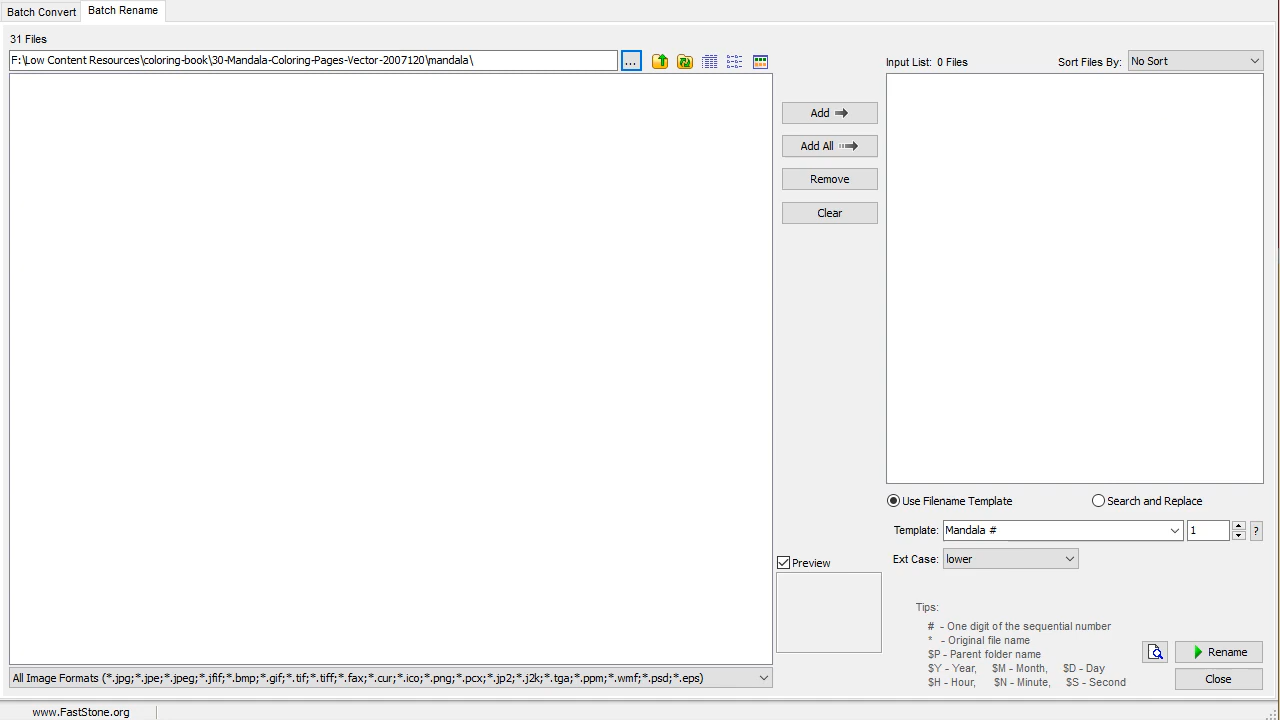 Batch Convert Batch Rename
31 Files
F:\Low Content Resources\coloring-book\30-Mandala-Coloring-Pages-Vector-2007120\mandala\ ...
Input List: 0 Files Sort Files By: No Sort
Add
Add All
Remove
Clear
Use Filename Template Search and Replace
Template: Mandala # 1 ?
Ext Case: lower
Preview
Tips:
# - One digit of the sequential number
* - Original file name
$P - Parent folder name
$Y - Year, $M - Month, $D - Day
$H - Hour, $N - Minute, $S - Second
Rename
Close
All Image Formats (*.jpg;*.jpe;*.jpeg;*.jfif;*.bmp;*.gif;*.tif;*.tiff;*.fax;*.cur;*.ico;*.png;*.pcx;*.jp2;*.j2k;*.tga;*.ppm;*.wmf;*.psd;*.eps)
www.FastStone.org